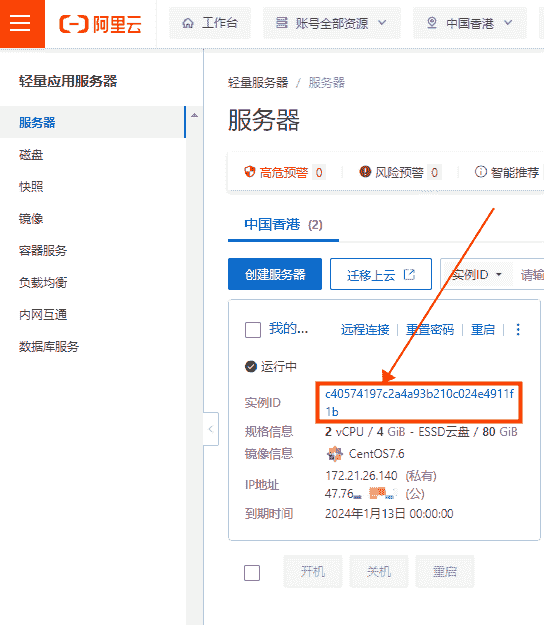 阿里云
工作台
账号全部资源
中国香港
轻量应用服务器
服务器
磁盘
快照
镜像
容器服务
负载均衡
内网互通
数据库服务
轻量服务器 / 服务器
服务器
高危预警 0
风险预警 0
智能推荐
中国香港 (2)
创建服务器
迁移上云
实例ID
请输
我的...
远程连接
重置密码
重启
运行中
实例ID
c40574197c2a4a93b210c024e4911f
1b
规格信息 2 vCPU / 4 GiB - ESSD云盘 / 80 GiB
镜像信息 CentOS7.6
IP地址
172.21.26.140 (私有)
47.76. (公)
到期时间 2024年1月13日 00:00:00
开机
关机
重启